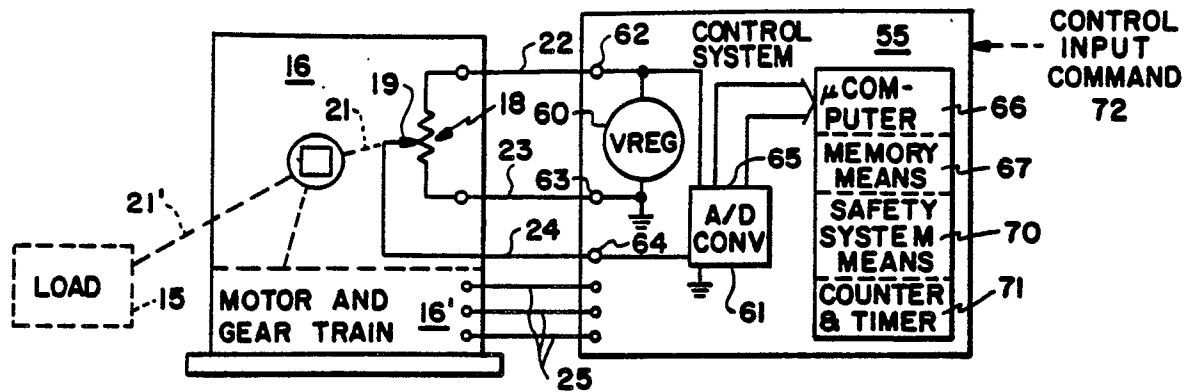 16
19
21
18
21'
LOAD
15
MOTOR AND
GEAR TRAIN
16'
22
23
24
25
62
63
64
CONTROL
SYSTEM
55
60
VREG
65
A/D
CONV
61
μCOM-
PUTER
66
MEMORY
MEANS
67
SAFETY
SYSTEM
MEANS
70
COUNTER
& TIMER
71
CONTROL
INPUT
COMMAND
72